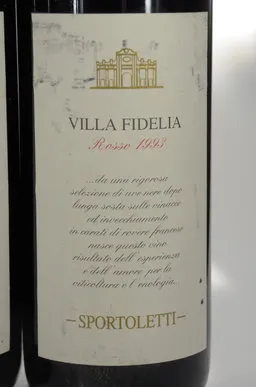 VILLA FIDELIA
Rosso 1993
...da una rigorosa
selezione di uve nere dopo
lunga sosta sulle vinacce
ed invecchiamento
in carati di rovere francese
nasce questo vino
risultato dell'esperienza
e dell'amore per la
viticoltura e l'enologia...
–SPORTOLETTI–